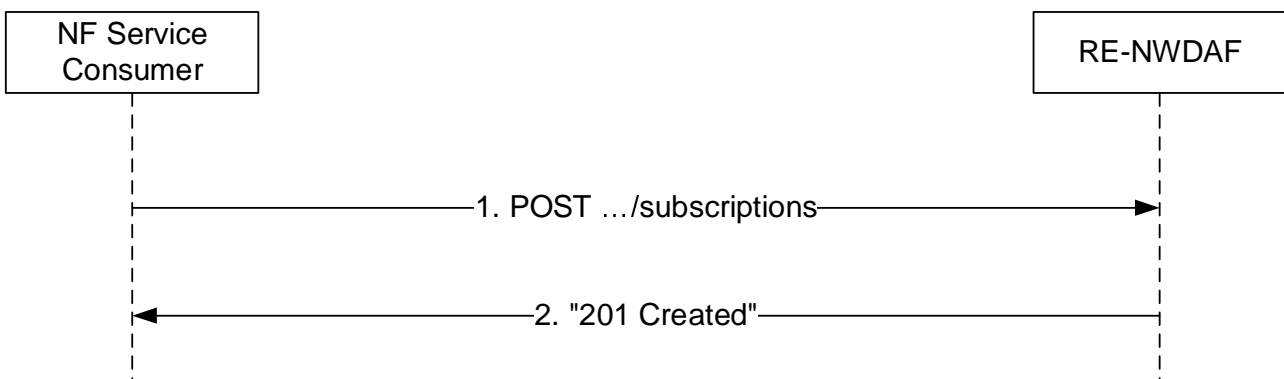 NF Service
Consumer
RE-NWDAF
1. POST …/subscriptions
2. "201 Created"